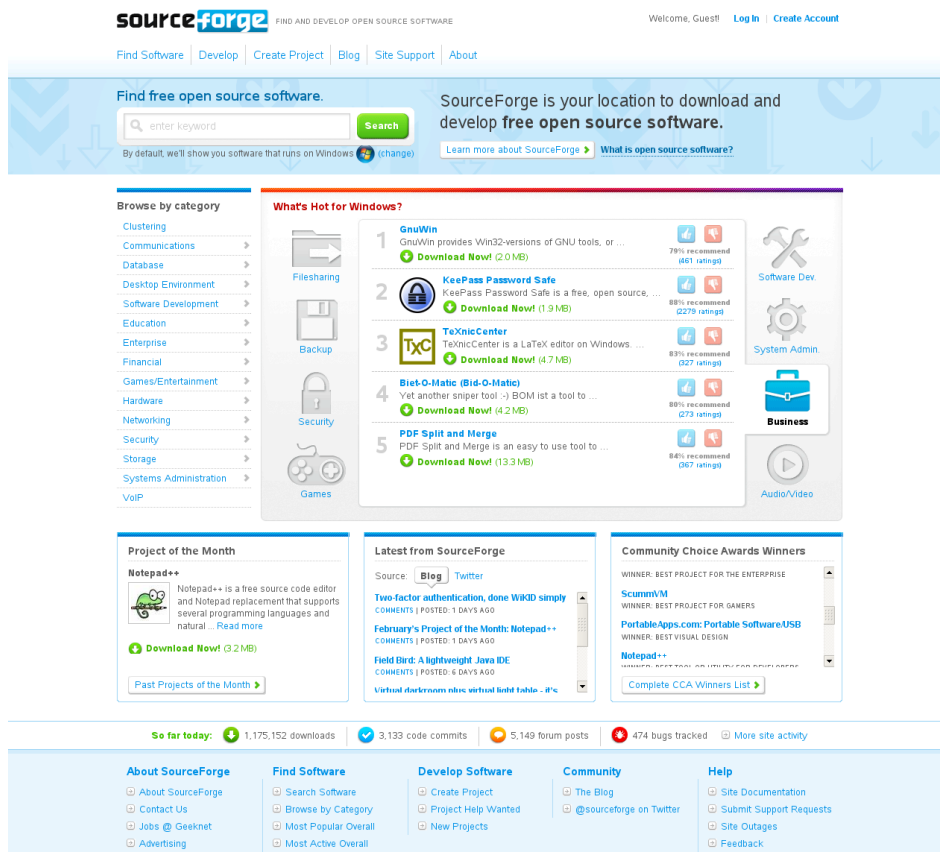 sourceforge FIND AND DEVELOP OPEN SOURCE SOFTWARE
Welcome, Guest! Log In Create Account
Find Software Develop Create Project Blog Site Support About
Find free open source software.
enter keyword Search
By default, we'll show you software that runs on Windows (change)
SourceForge is your location to download and
develop free open source software.
Learn more about SourceForge What is open source software?
Browse by category
Clustering
Communications
Database
Desktop Environment
Software Development
Education
Enterprise
Financial
Games/Entertainment
Hardware
Networking
Security
Storage
Systems Administration
VoIP
What's Hot for Windows?
Filesharing
Backup
Security
Games
1 GnuWin
GnuWin provides Win32-versions of GNU tools, or ...
Download Now! (2.0 MB)
79% recommend
(461 ratings)
2 KeePass Password Safe
KeePass Password Safe is a free, open source, ...
Download Now! (1.9 MB)
88% recommend
(2279 ratings)
3 TXC TeXnicCenter
TeXnicCenter is a LaTeX editor on Windows. ...
Download Now! (4.7 MB)
83% recommend
(327 ratings)
4 Biet-O-Matic (Bid-O-Matic)
Yet another sniper tool :-) BOM ist a tool to ...
Download Now! (4.2 MB)
88% recommend
(273 ratings)
5 PDF Split and Merge
PDF Split and Merge is an easy to use tool to ...
Download Now! (13.3 MB)
84% recommend
(367 ratings)
Software Dev.
System Admin.
Business
Audio/Video
Project of the Month
Notepad++
Notepad++ is a free source code editor
and Notepad replacement that supports
several programming languages and
natural ... Read more
Download Now! (3.2 MB)
Past Projects of the Month
Latest from SourceForge
Source: Blog Twitter
Two-factor authentication, done WiKID simply
COMMENTS | POSTED: 1 DAYS AGO
February's Project of the Month: Notepad++
COMMENTS | POSTED: 1 DAYS AGO
Field Bird: A lightweight Java IDE
COMMENTS | POSTED: 6 DAYS AGO
Virtual darkroom plus virtual light table - it's
Community Choice Awards Winners
WINNER: BEST PROJECT FOR THE ENTERPRISE
ScummVM
WINNER: BEST PROJECT FOR GAMERS
PortableApps.com: Portable Software/USB
WINNER: BEST VISUAL DESIGN
Notepad++
WINNER: BEST TOOL OR UTILITY FOR DEVELOPERS
Complete CCA Winners List
So far today: 1,175,152 downloads 3,133 code commits 5,149 forum posts 474 bugs tracked More site activity
About SourceForge
About SourceForge
Contact Us
Jobs @ Geeknet
Advertising
Find Software
Search Software
Browse by Category
Most Popular Overall
Most Active Overall
Develop Software
Create Project
Project Help Wanted
New Projects
Community
The Blog
@sourceforge on Twitter
Help
Site Documentation
Submit Support Requests
Site Outages
Feedback